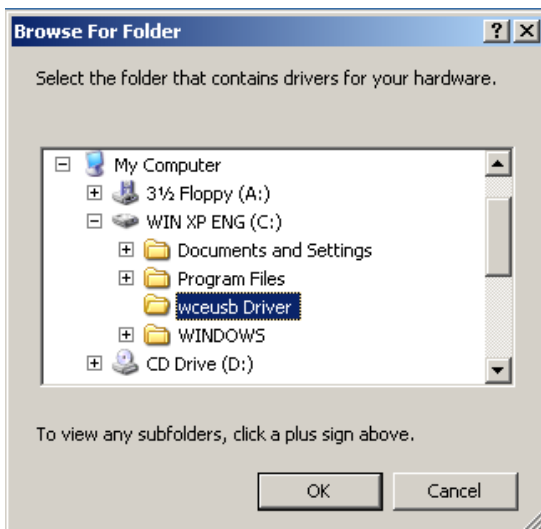 Browse For Folder
Select the folder that contains drivers for your hardware.
My Computer
3½ Floppy (A:)
WIN XP ENG (C:)
Documents and Settings
Program Files
wceusb Driver
WINDOWS
CD Drive (D:)
To view any subfolders, click a plus sign above.
OK Cancel